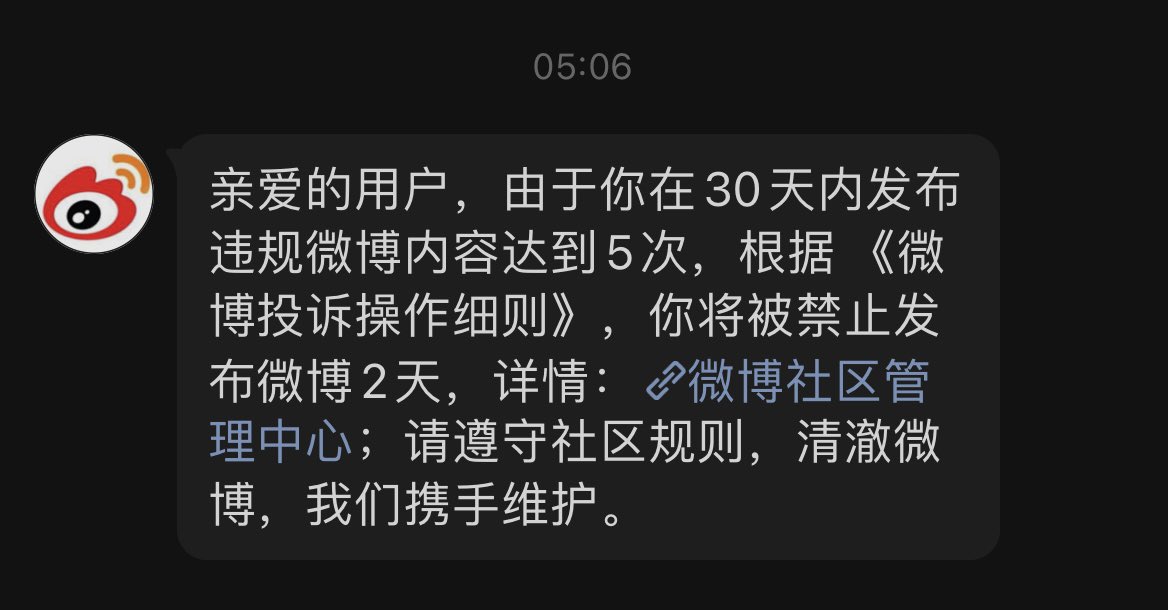 05:06
亲爱的用户，由于你在30天内发布
违规微博内容达到5次，根据 《微
博投诉操作细则》，你将被禁止发
布微博2天，详情：微博社区管
理中心；请遵守社区规则，清澈微
博，我们携手维护。